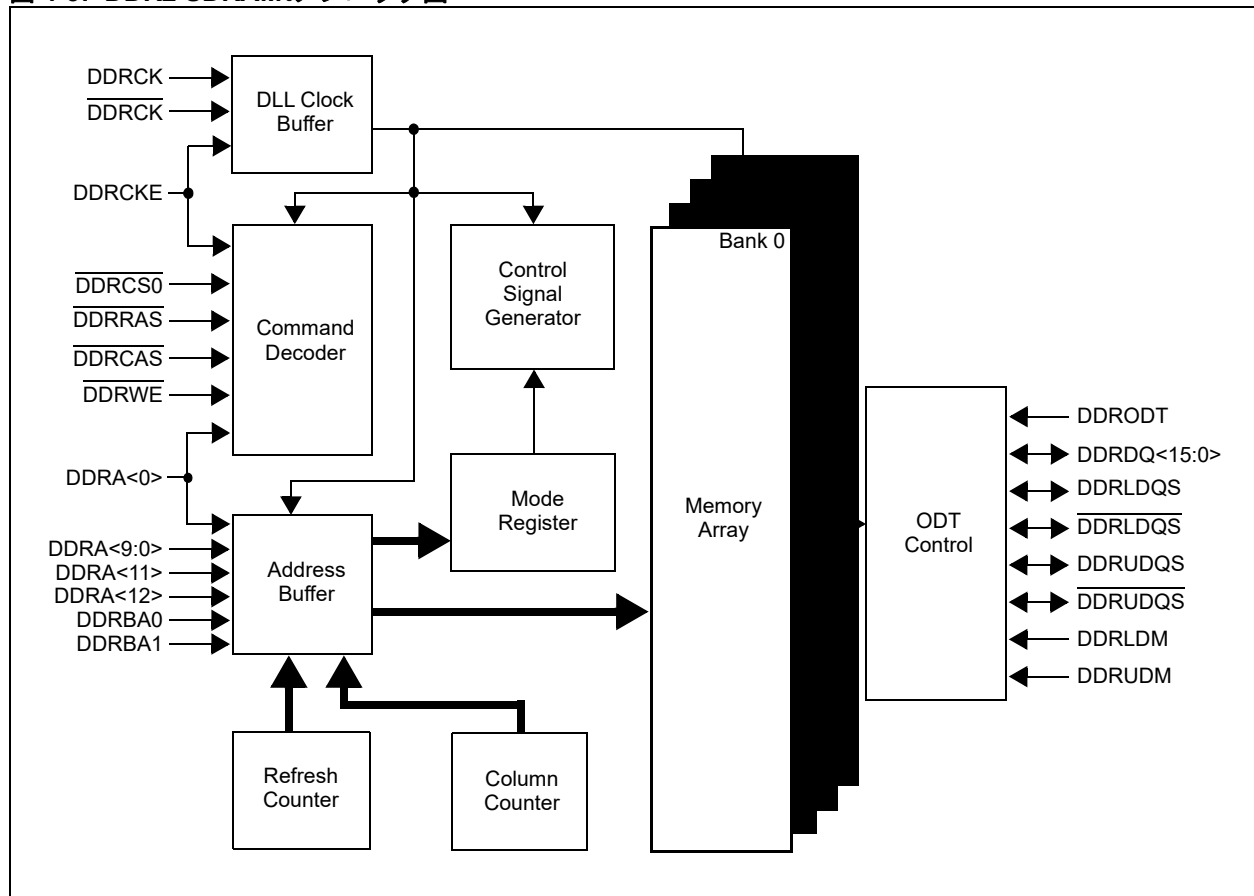 DDRCK
DDRCK
DDRCKE
DDRCS0
DDRRAS
DDRCAS
DDRWE
DDRA<0>
DDRA<9:0>
DDRA<11>
DDRA<12>
DDRBA0
DDRBA1
DLL Clock
Buffer
Command
Decoder
Address
Buffer
Refresh
Counter
Control
Signal
Generator
Mode
Register
Column
Counter
Bank 0
Memory
Array
ODT
Control
DDRODT
DDRDQ<15:0>
DDRLDQS
DDRLDQS
DDRUDQS
DDRUDQS
DDRLDM
DDRUDM